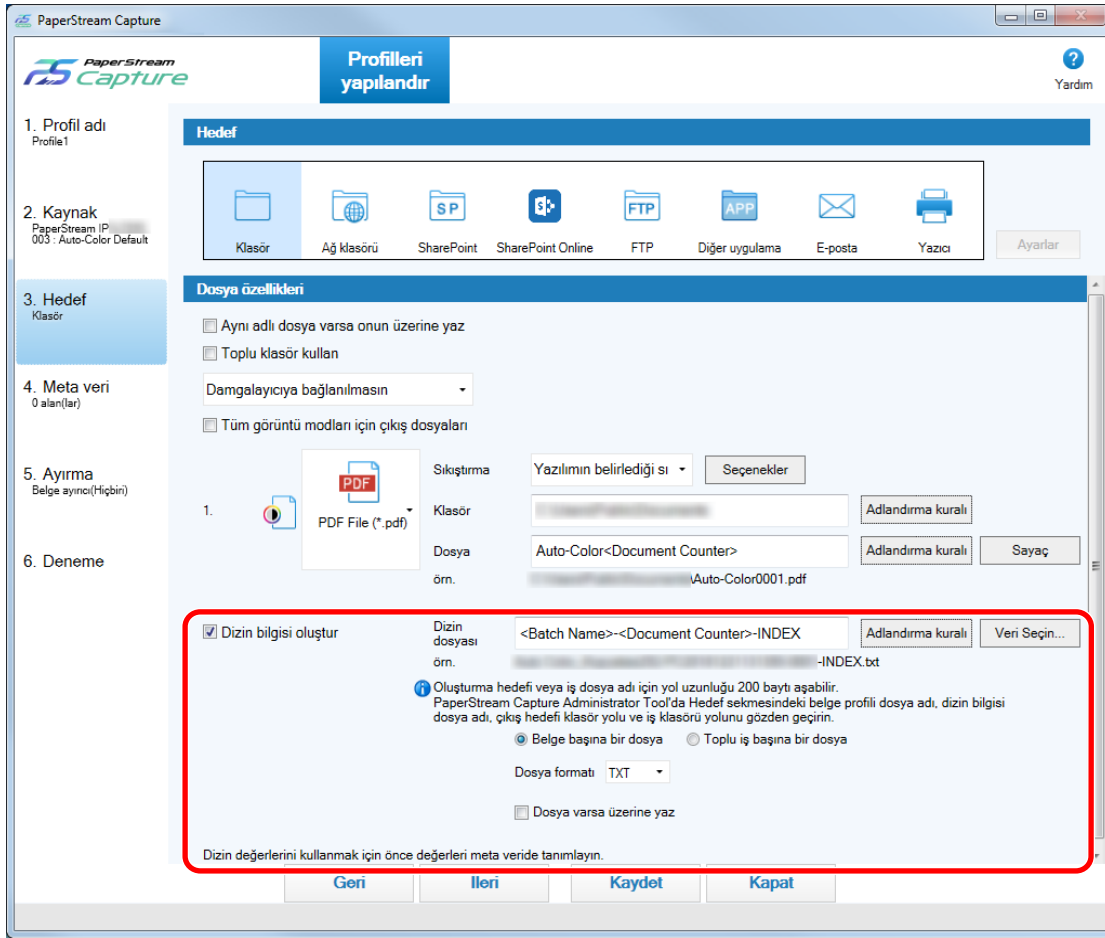 PaperStream Capture
PaperStream
Capture
Profilleri
yapılandır
?
Yardım
1. Profil adı
Profile1
2. Kaynak
PaperStream IP
003 : Auto-Color Default
3. Hedef
Klasör
4. Meta veri
0 alan(lar)
5. Ayırma
Belge ayırıcı(Hiçbiri)
6. Deneme
Hedef
SP
S
FTP
APP
Klasör Ağ klasörü SharePoint SharePoint Online FTP Diğer uygulama E-posta Yazıcı
Ayarlar
Dosya özellikleri
Aynı adlı dosya varsa onun üzerine yaz
Toplu klasör kullan
Damgalayıcıya bağlanılmasın
Tüm görüntü modları için çıkış dosyaları
1.
PDF
PDF File (*.pdf)
Sıkıştırma Yazılımın belirlediği sı Seçenekler
Klasör Adlandırma kuralı
Dosya Auto-Color<Document Counter> Adlandırma kuralı Sayaç
örn. \Auto-Color0001.pdf
Dizin bilgisi oluştur
Dizin
dosyası
<Batch Name>-<Document Counter>-INDEX Adlandırma kuralı Veri Seçin...
örn. -INDEX.txt
Oluşturma hedefi veya iş dosya adı için yol uzunluğu 200 baytı aşabilir.
PaperStream Capture Administrator Tool'da Hedef sekmesindeki belge profili dosya adı, dizin bilgisi
dosya adı, çıkış hedefi klasör yolu ve iş klasörü yolunu gözden geçirin.
Belge başına bir dosya Toplu iş başına bir dosya
Dosya formatı TXT
Dosya varsa üzerine yaz
Dizin değerlerini kullanmak için önce değerleri meta veride tanımlayın.
Geri İleri Kaydet Kapat